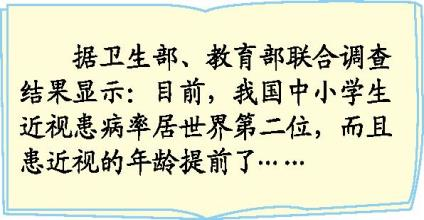 据卫生部、教育部联合调查
结果显示：目前，我国中小学生
近视患病率居世界第二位，而且
患近视的年龄提前了……